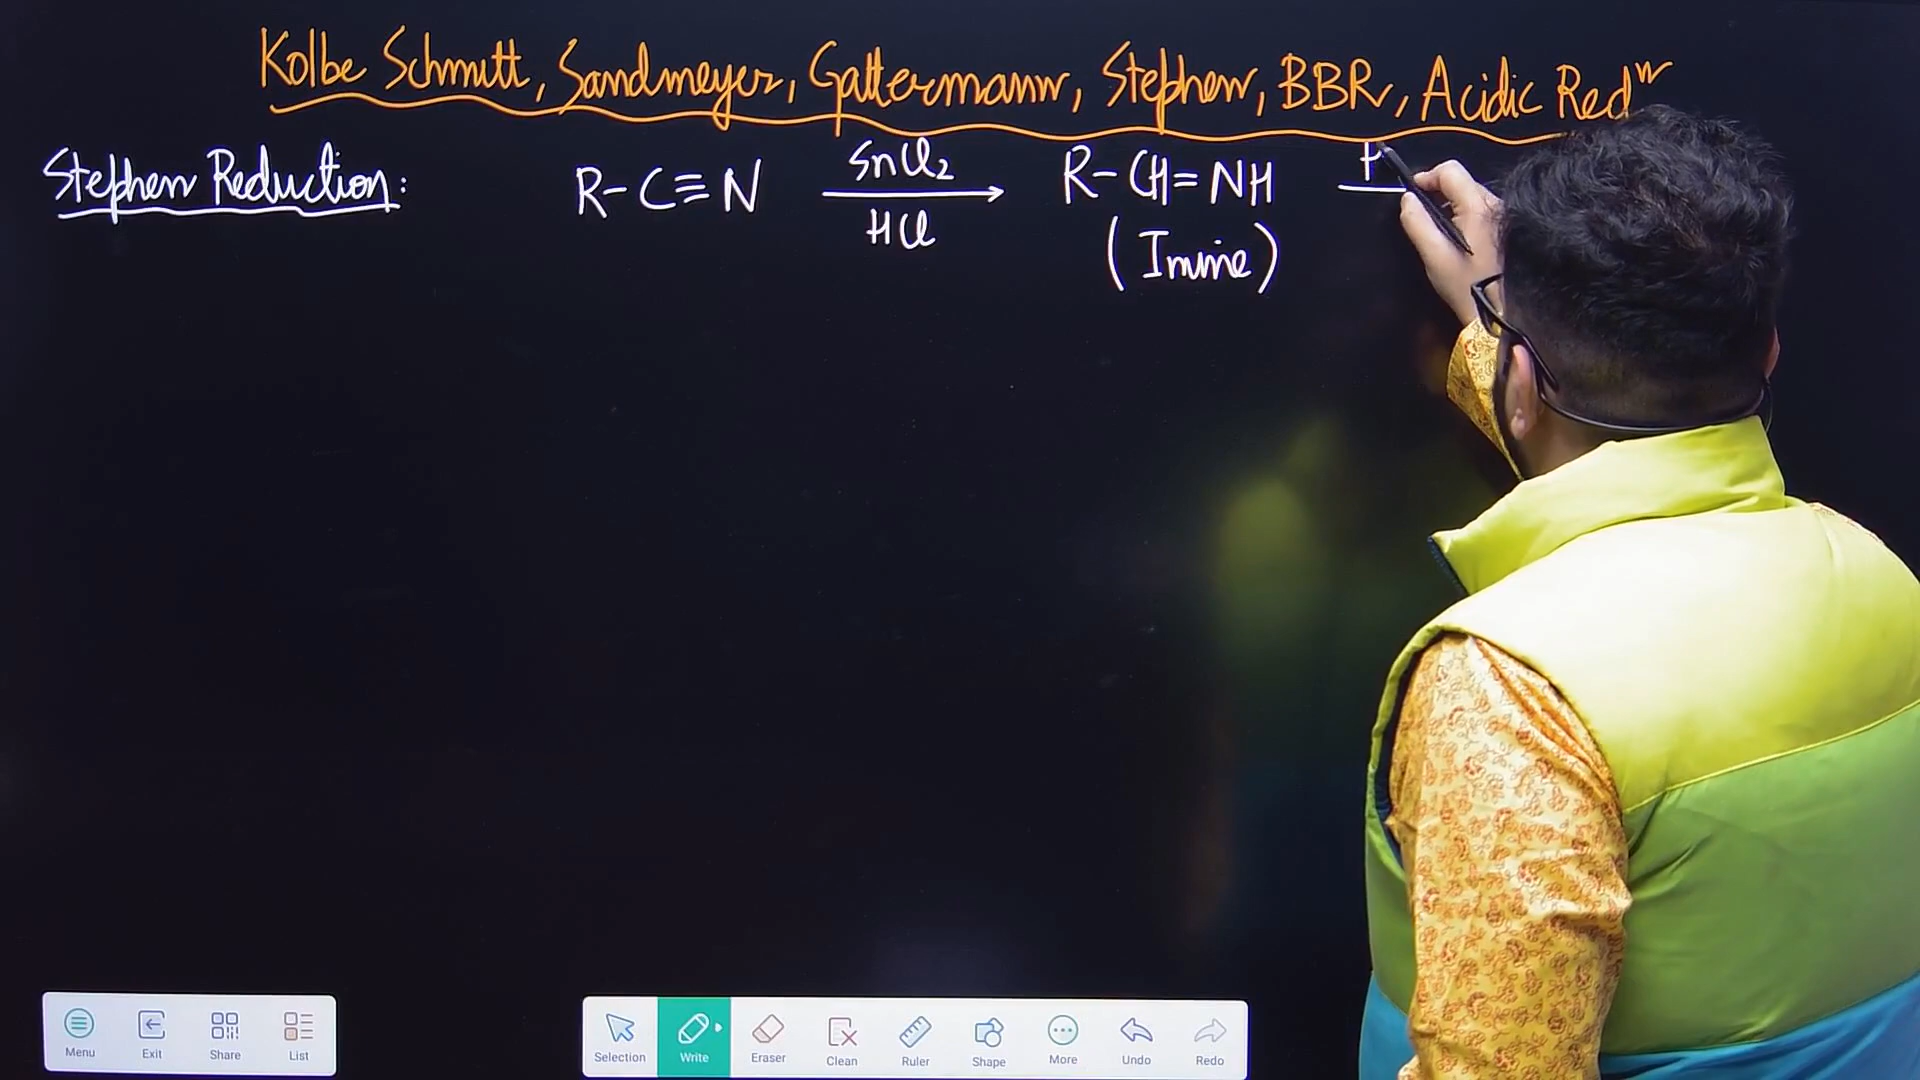 Kolbe Schmitt, Sandmeyer, Gattermann, Stephen, BBR, Acidic Redⁿ
Stephen Reduction: R-C≡N SnCl₂ HCl R-CH=NH
(Imine)
Menu Exit Share List Selection Write Eraser Clean Ruler Shape More Undo Redo